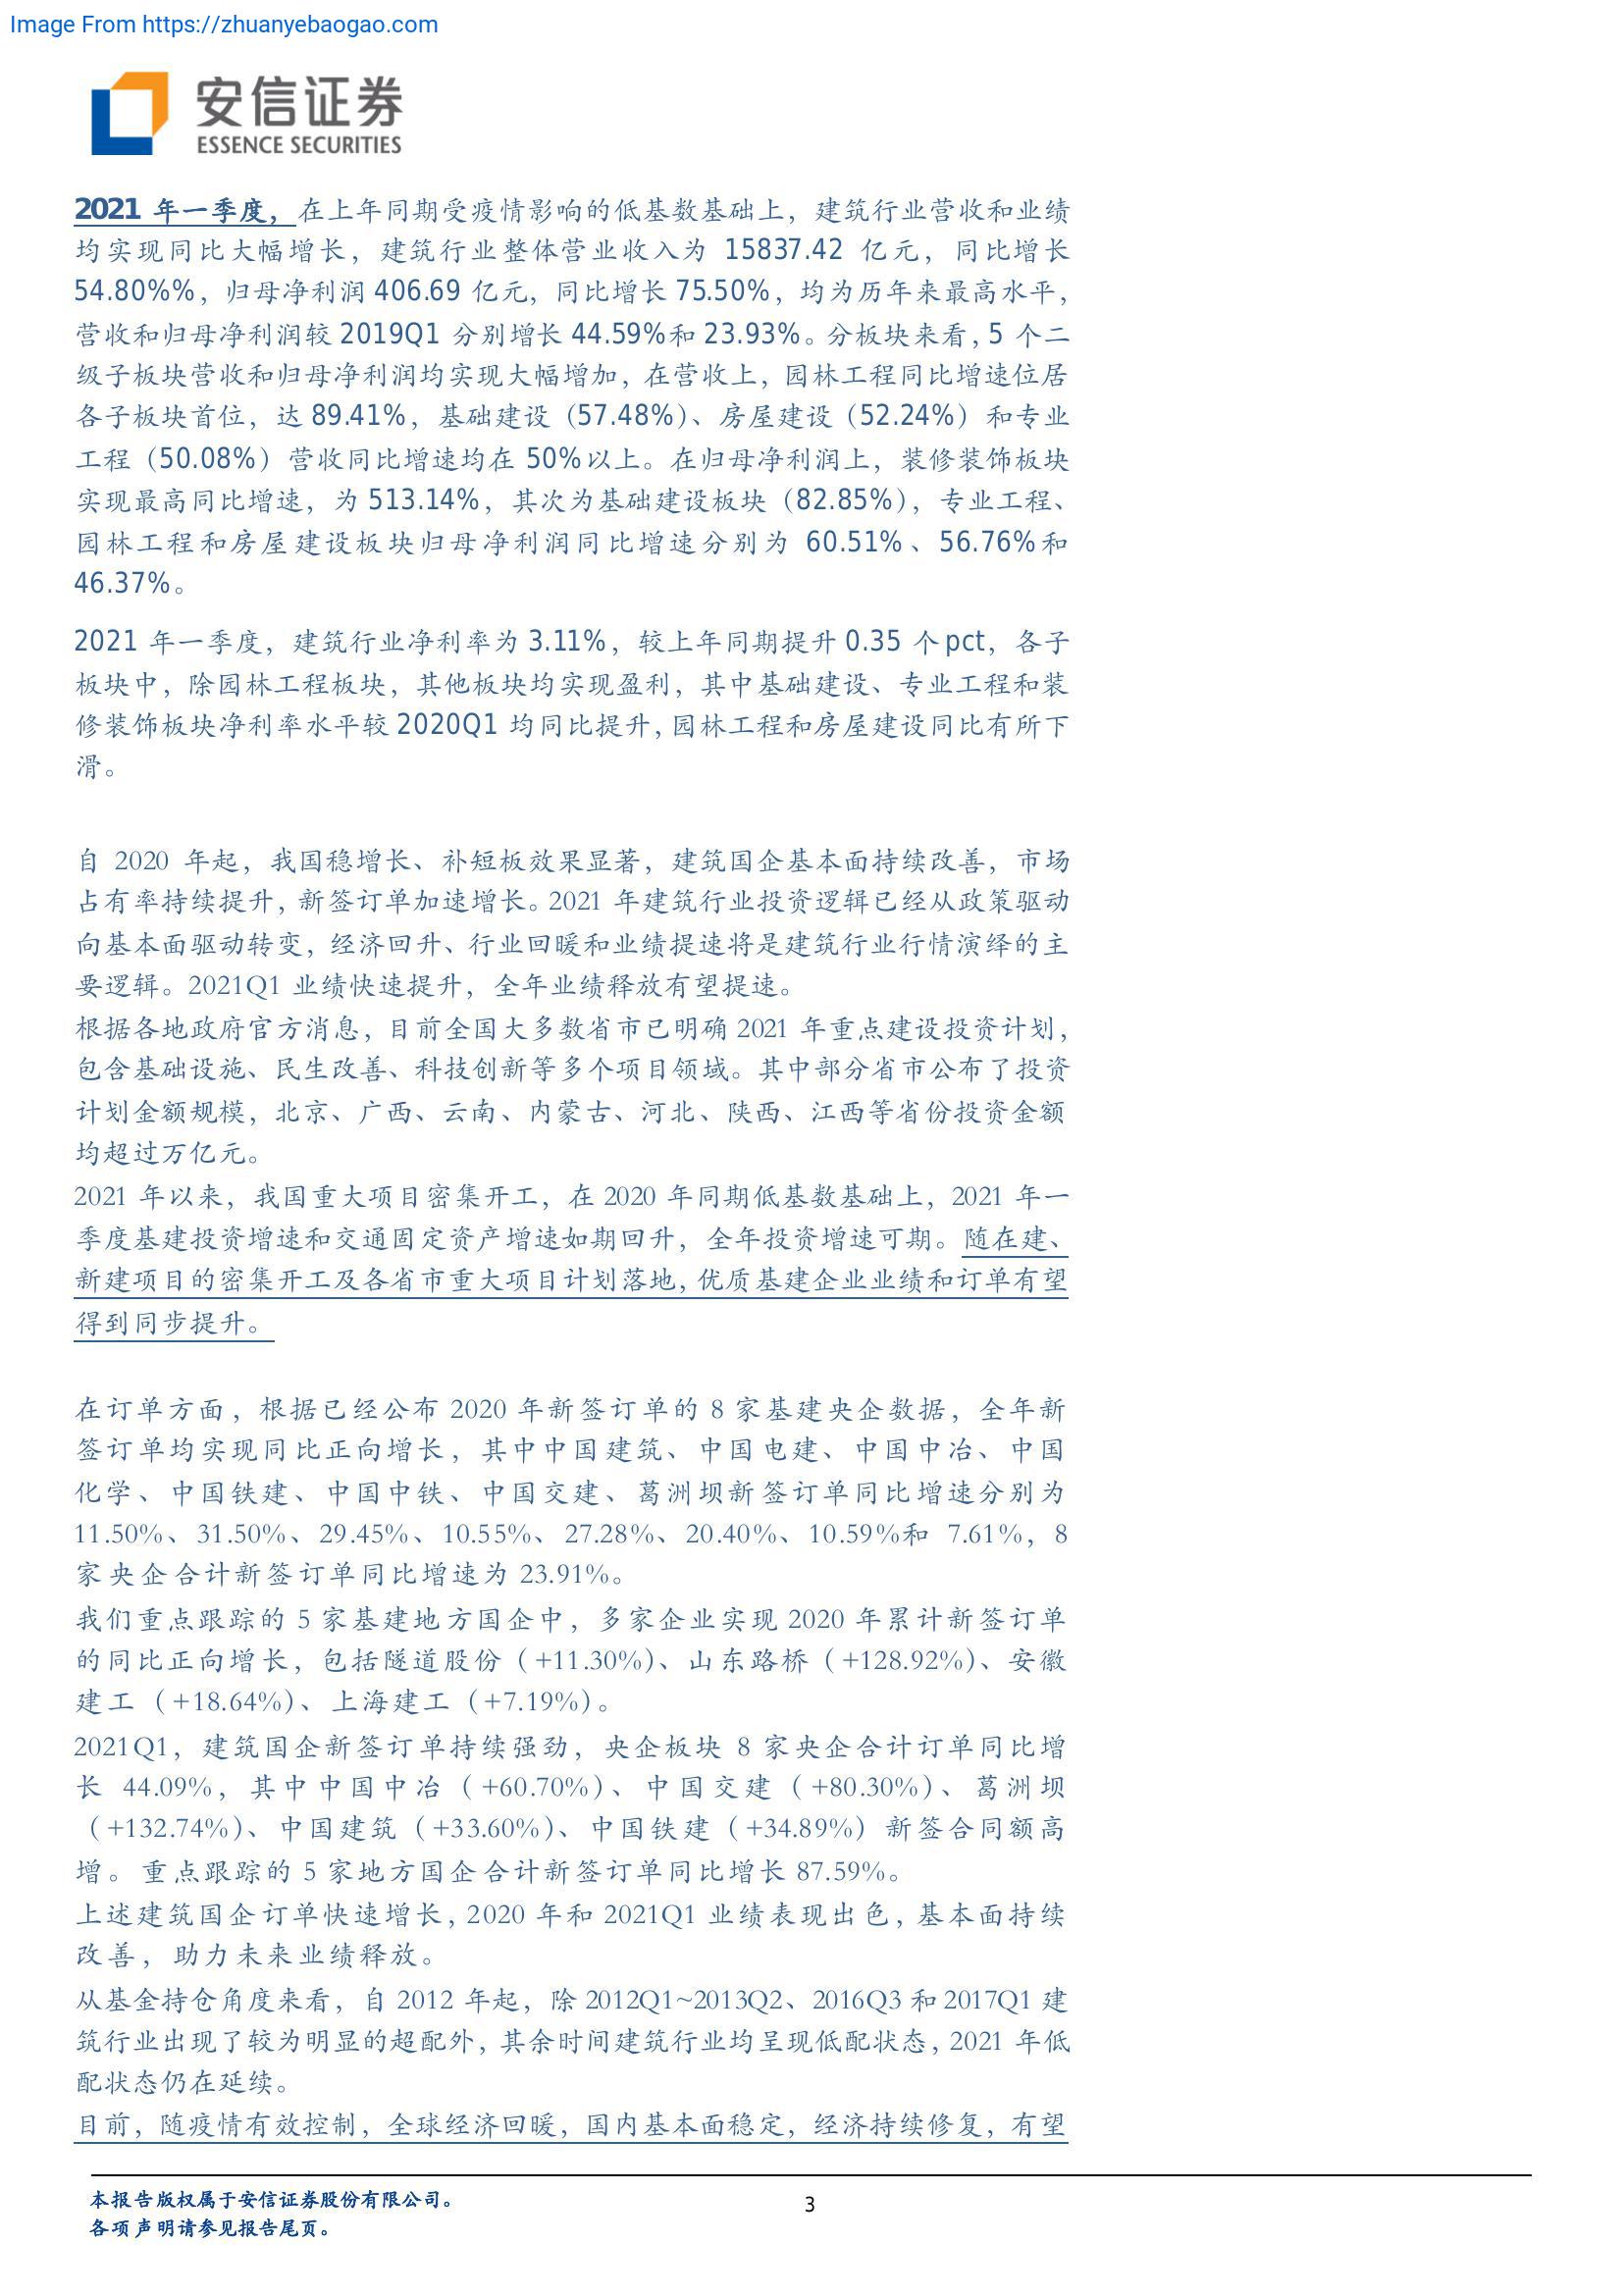 Image From https://zhuanyebaogao.com
安信证券
ESSENCE SECURITIES
2021 年一季度，在上年同期受疫情影响的低基数基础上，建筑行业营收和业绩
均实现同比大幅增长，建筑行业整体营业收入为 15837.42 亿元，同比增长
54.80%%，归母净利润 406.69 亿元，同比增长 75.50%，均为历年来最高水平，
营收和归母净利润较 2019Q1 分别增长 44.59%和 23.93%。分板块来看，5 个二
级子板块营收和归母净利润均实现大幅增加，在营收上，园林工程同比增速位居
各子板块首位，达 89.41%，基础建设（57.48%）、房屋建设（52.24%）和专业
工程（50.08%）营收同比增速均在 50%以上。在归母净利润上，装修装饰板块
实现最高同比增速，为 513.14%，其次为基础建设板块（82.85%），专业工程、
园林工程和房屋建设板块归母净利润同比增速分别为 60.51%、56.76%和
46.37%。
2021 年一季度，建筑行业净利率为 3.11%，较上年同期提升 0.35 个 pct，各子
板块中，除园林工程板块，其他板块均实现盈利，其中基础建设、专业工程和装
修装饰板块净利率水平较 2020Q1 均同比提升，园林工程和房屋建设同比有所下
滑。
自 2020 年起，我国稳增长、补短板效果显著，建筑国企基本面持续改善，市场
占有率持续提升，新签订单加速增长。2021 年建筑行业投资逻辑已经从政策驱动
向基本面驱动转变，经济回升、行业回暖和业绩提速将是建筑行业行情演绎的主
要逻辑。2021Q1 业绩快速提升，全年业绩释放有望提速。
根据各地政府官方消息，目前全国大多数省市已明确 2021 年重点建设投资计划，
包含基础设施、民生改善、科技创新等多个项目领域。其中部分省市公布了投资
计划金额规模，北京、广西、云南、内蒙古、河北、陕西、江西等省份投资金额
均超过万亿元。
2021 年以来，我国重大项目密集开工，在 2020 年同期低基数基础上，2021 年一
季度基建投资增速和交通固定资产增速如期回升，全年投资增速可期。随在建、
新建项目的密集开工及各省市重大项目计划落地，优质基建企业业绩和订单有望
得到同步提升。
在订单方面，根据已经公布 2020 年新签订单的 8 家基建央企数据，全年新
签订单均实现同比正向增长，其中中国建筑、中国电建、中国中冶、中国
化学、中国铁建、中国中铁、中国交建、葛洲坝新签订单同比增速分别为
11.50%、31.50%、29.45%、10.55%、27.28%、20.40%、10.59%和 7.61%，8
家央企合计新签订单同比增速为 23.91%。
我们重点跟踪的 5 家基建地方国企中，多家企业实现 2020 年累计新签订单
的同比正向增长，包括隧道股份（+11.30%）、山东路桥（+128.92%）、安徽
建工（+18.64%）、上海建工（+7.19%）。
2021Q1，建筑国企新签订单持续强劲，央企板块 8 家央企合计订单同比增
长 44.09%，其中中国中冶（+60.70%）、中国交建（+80.30%）、葛洲坝
（+132.74%）、中国建筑（+33.60%）、中国铁建（+34.89%）新签合同额高
增。重点跟踪的 5 家地方国企合计新签订单同比增长 87.59%。
上述建筑国企订单快速增长，2020 年和 2021Q1 业绩表现出色，基本面持续
改善，助力未来业绩释放。
从基金持仓角度来看，自 2012 年起，除 2012Q1~2013Q2、2016Q3 和 2017Q1 建
筑行业出现了较为明显的超配外，其余时间建筑行业均呈现低配状态，2021 年低
配状态仍在延续。
目前，随疫情有效控制，全球经济回暖，国内基本面稳定，经济持续修复，有望
本报告版权属于安信证券股份有限公司。
3
各项声明请参见报告尾页。